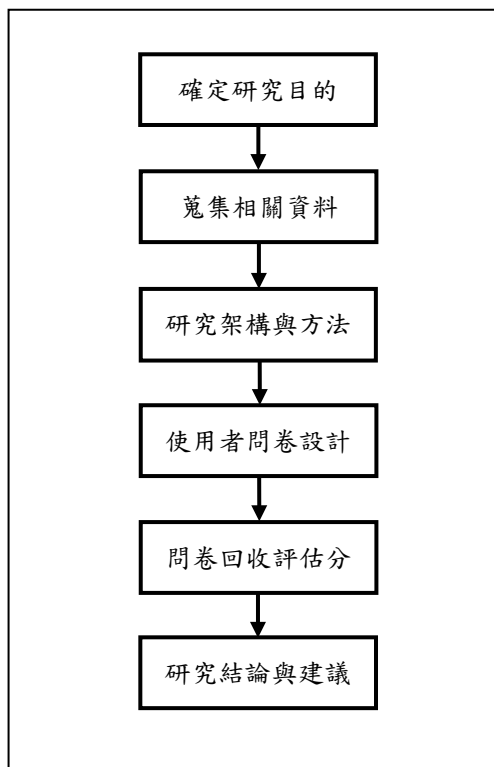 確定研究目的
蒐集相關資料
研究架構與方法
使用者問卷設計
問卷回收評估分
研究結論與建議